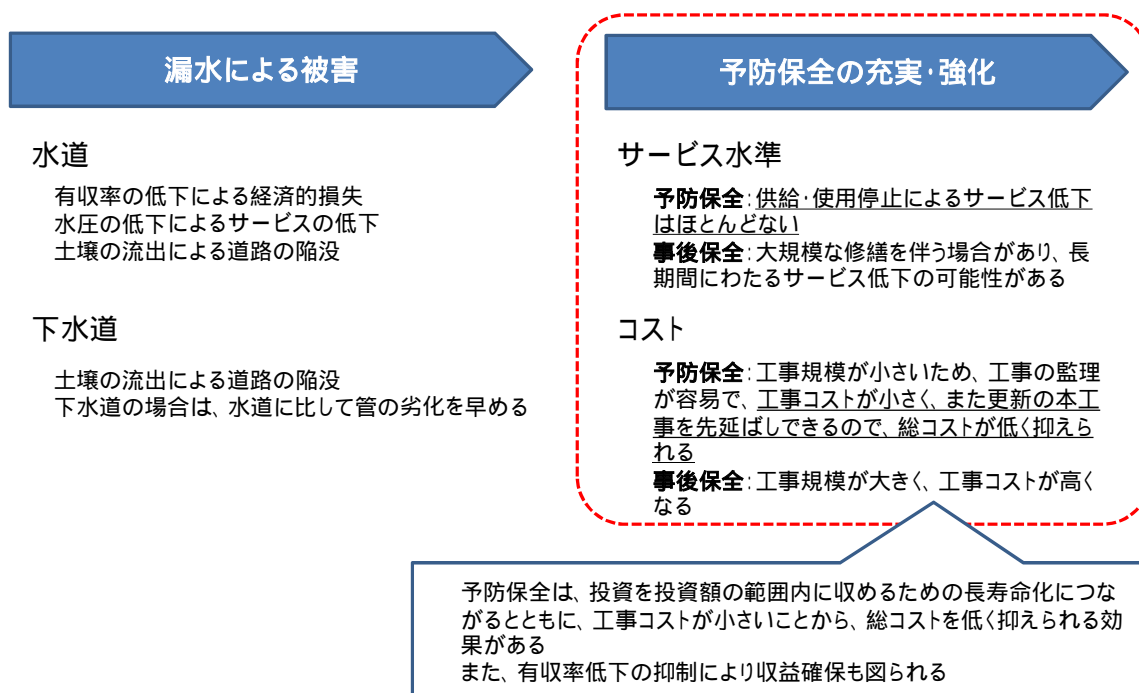 漏水による被害
水道
有収率の低下による経済的損失
水圧の低下によるサービスの低下
土壌の流出による道路の陥没
下水道
土壌の流出による道路の陥没
下水道の場合は、水道に比して管の劣化を早める
予防保全の充実・強化
サービス水準
予防保全：供給・使用停止によるサービス低下
はほとんどない
事後保全：大規模な修繕を伴う場合があり、長
期間にわたるサービス低下の可能性がある
コスト
予防保全：工事規模が小さいため、工事の監理
が容易で、工事コストが小さく、また更新の本工
事を先延ばしできるので、総コストが低く抑えら
れる
事後保全：工事規模が大きく、工事コストが高く
なる
予防保全は、投資を投資額の範囲内に収めるための長寿命化につな
がるとともに、工事コストが小さいことから、総コストを低く抑えられる効
果がある
また、有収率低下の抑制により収益確保も図られる